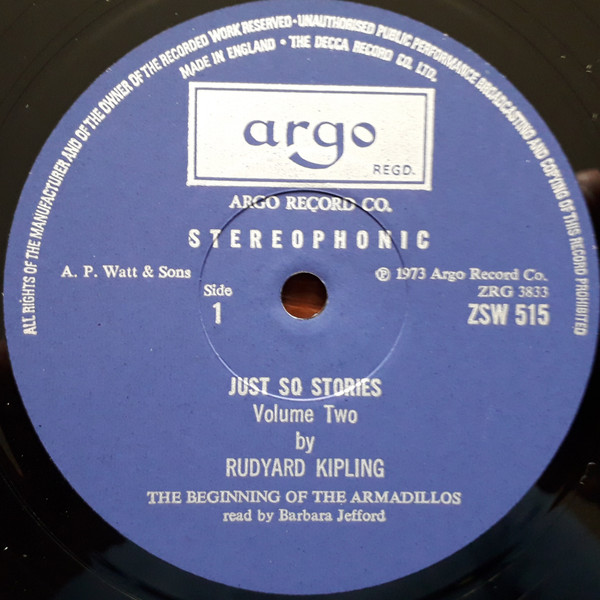 ALL RIGHTS OF THE MANUFACTURER AND OF THE OWNER OF THE RECORDED WORK RESERVED · UNAUTHORISED PUBLIC PERFORMANCE BROADCASTING AND COPYING OF THIS RECORD PROHIBITED
MADE IN ENGLAND · THE DECCA RECORD CO. LTD.
argo
REGD.
ARGO RECORD CO.
STEREOPHONIC
A. P. Watt & Sons
℗ 1973 Argo Record Co.
Side
ZRG 3833
1
ZSW 515
JUST SO STORIES
Volume Two
by
RUDYARD KIPLING
THE BEGINNING OF THE ARMADILLOS
read by Barbara Jefford